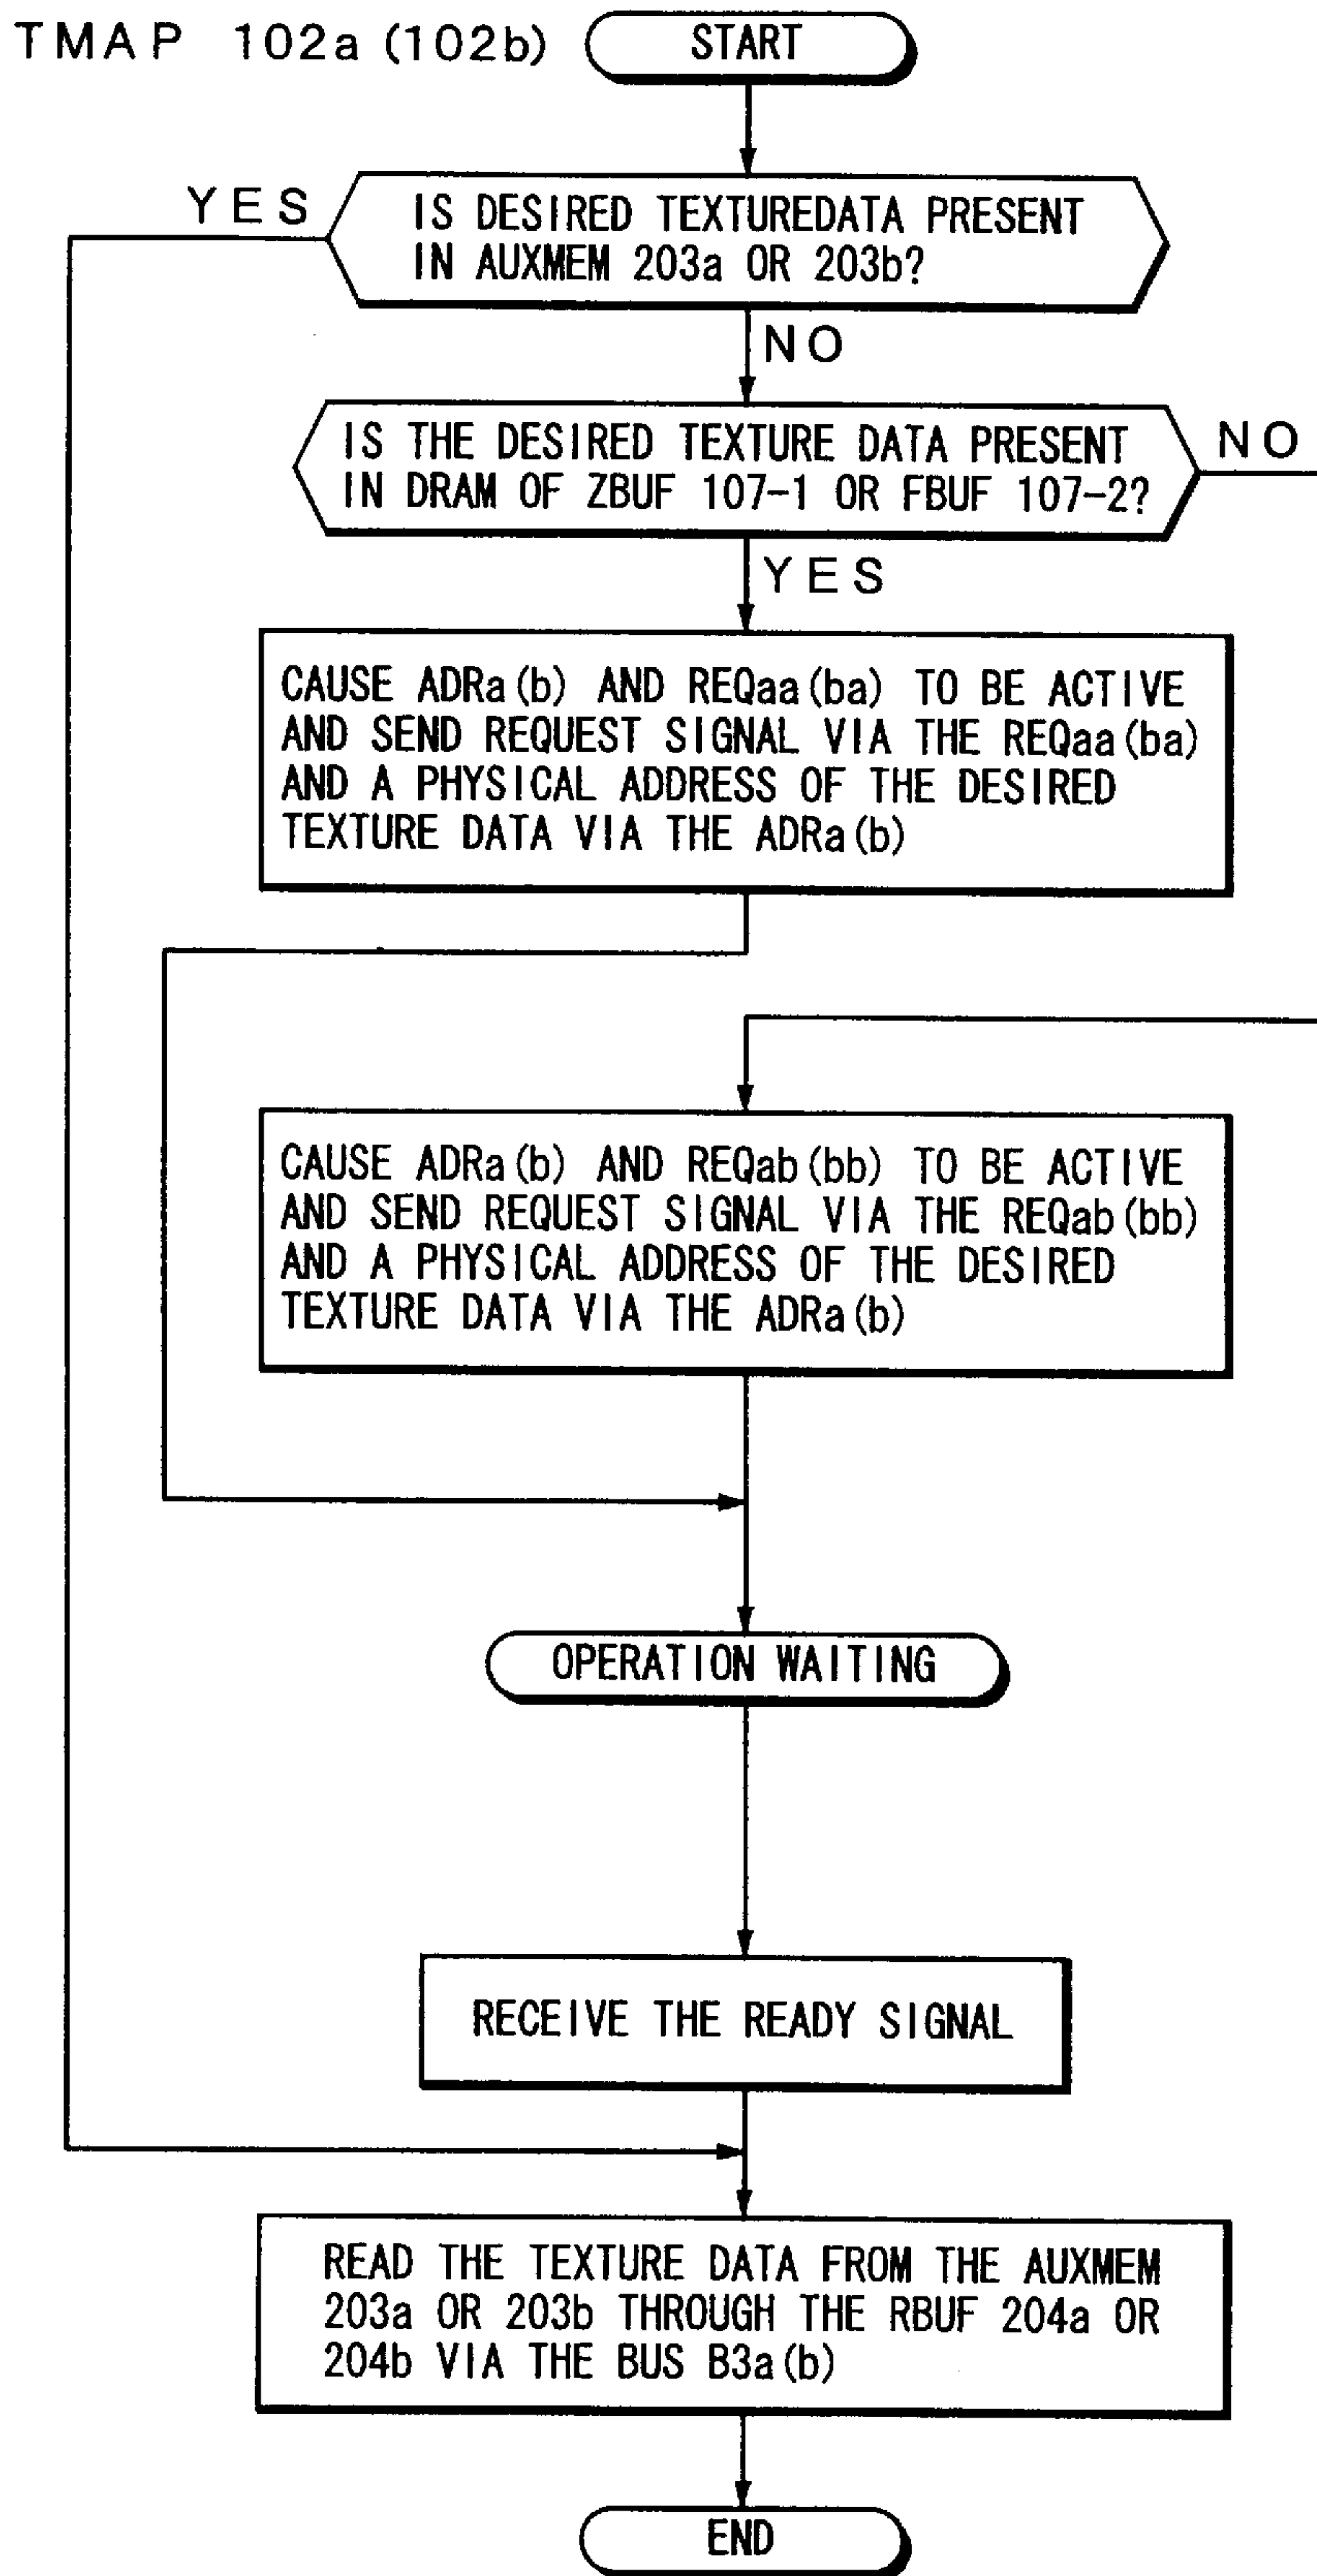 TMAP 102a (102b)
START
YES
IS DESIRED TEXTUREDATA PRESENT
IN AUXMEM 203a OR 203b?
NO
IS THE DESIRED TEXTURE DATA PRESENT
IN DRAM OF ZBUF 107-1 OR FBUF 107-2?
NO
YES
CAUSE ADRa(b) AND REQaa(ba) TO BE ACTIVE
AND SEND REQUEST SIGNAL VIA THE REQaa(ba)
AND A PHYSICAL ADDRESS OF THE DESIRED
TEXTURE DATA VIA THE ADRa(b)
CAUSE ADRa(b) AND REQab(bb) TO BE ACTIVE
AND SEND REQUEST SIGNAL VIA THE REQab(bb)
AND A PHYSICAL ADDRESS OF THE DESIRED
TEXTURE DATA VIA THE ADRa(b)
OPERATION WAITING
RECEIVE THE READY SIGNAL
READ THE TEXTURE DATA FROM THE AUXMEM
203a OR 203b THROUGH THE RBUF 204a OR
204b VIA THE BUS B3a(b)
END